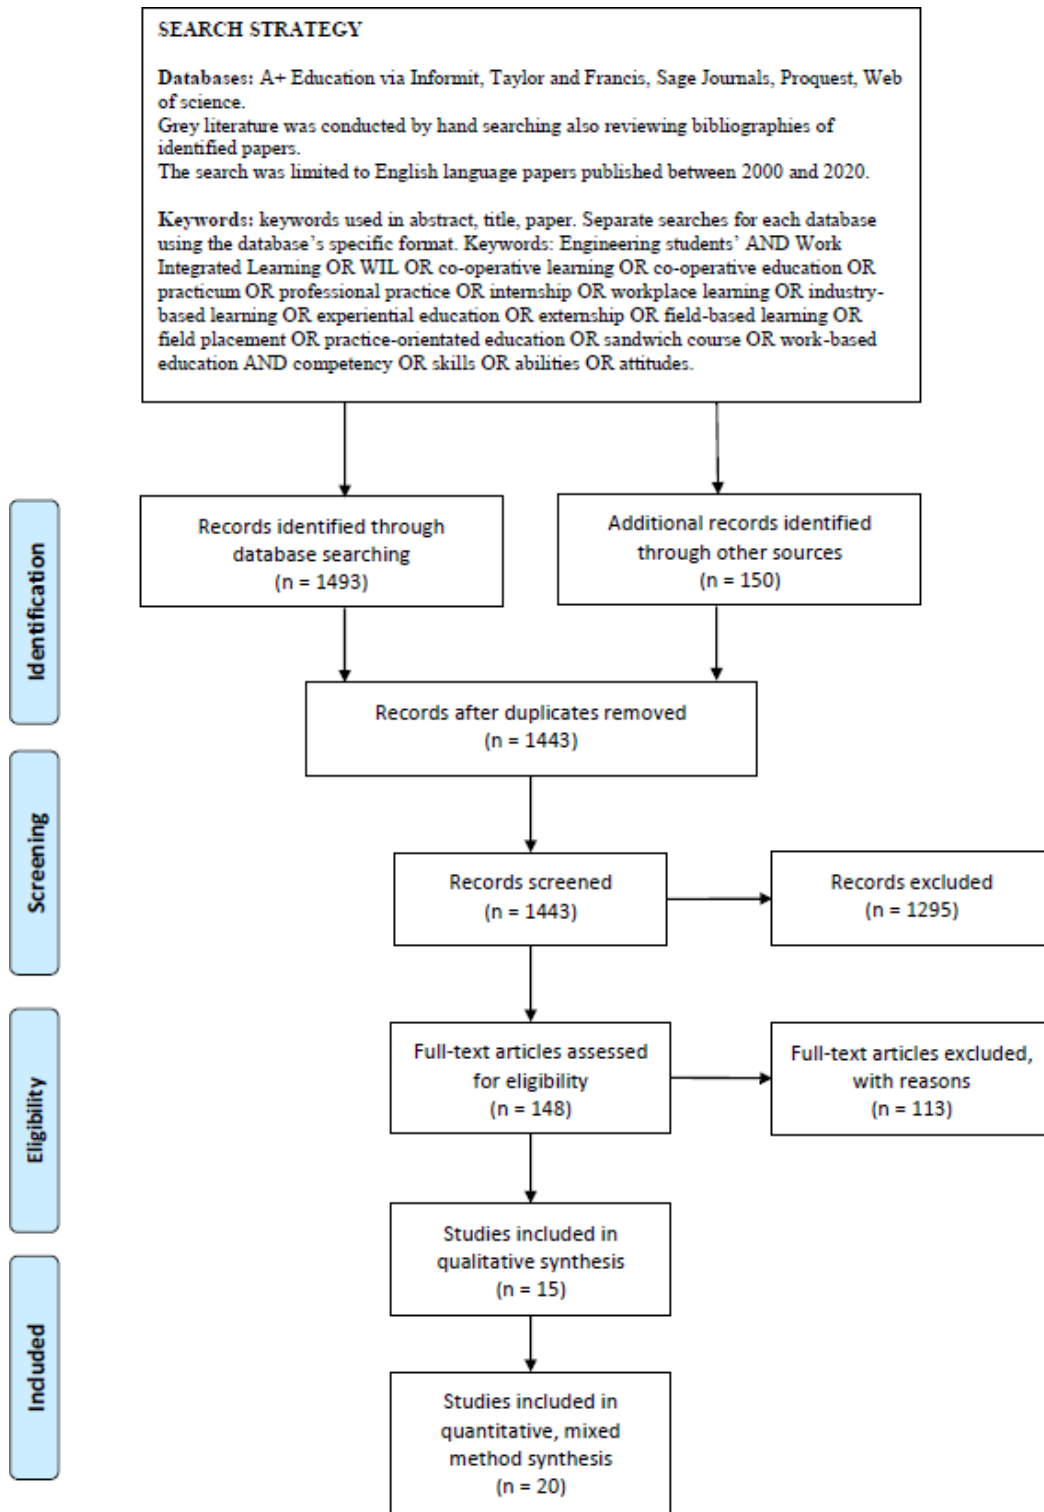 SEARCH STRATEGY
Databases: A+ Education via Informit, Taylor and Francis, Sage Journals, Proquest, Web
of science.
Grey literature was conducted by hand searching also reviewing bibliographies of
identified papers.
The search was limited to English language papers published between 2000 and 2020.
Keywords: keywords used in abstract, title, paper. Separate searches for each database
using the database's specific format. Keywords: Engineering students' AND Work
Integrated Learning OR WIL OR co-operative learning OR co-operative education OR
practicum OR professional practice OR internship OR workplace learning OR industry-
based learning OR experiential education OR externship OR field-based learning OR
field placement OR practice-orientated education OR sandwich course OR work-based
education AND competency OR skills OR abilities OR attitudes.
Identification
Records identified through
database searching
(n = 1493)
Additional records identified
through other sources
(n = 150)
Records after duplicates removed
(n = 1443)
Screening
Records screened
(n = 1443)
Records excluded
(n = 1295)
Eligibility
Full-text articles assessed
for eligibility
(n = 148)
Full-text articles excluded,
with reasons
(n = 113)
Included
Studies included in
qualitative synthesis
(n = 15)
Studies included in
quantitative, mixed
method synthesis
(n = 20)